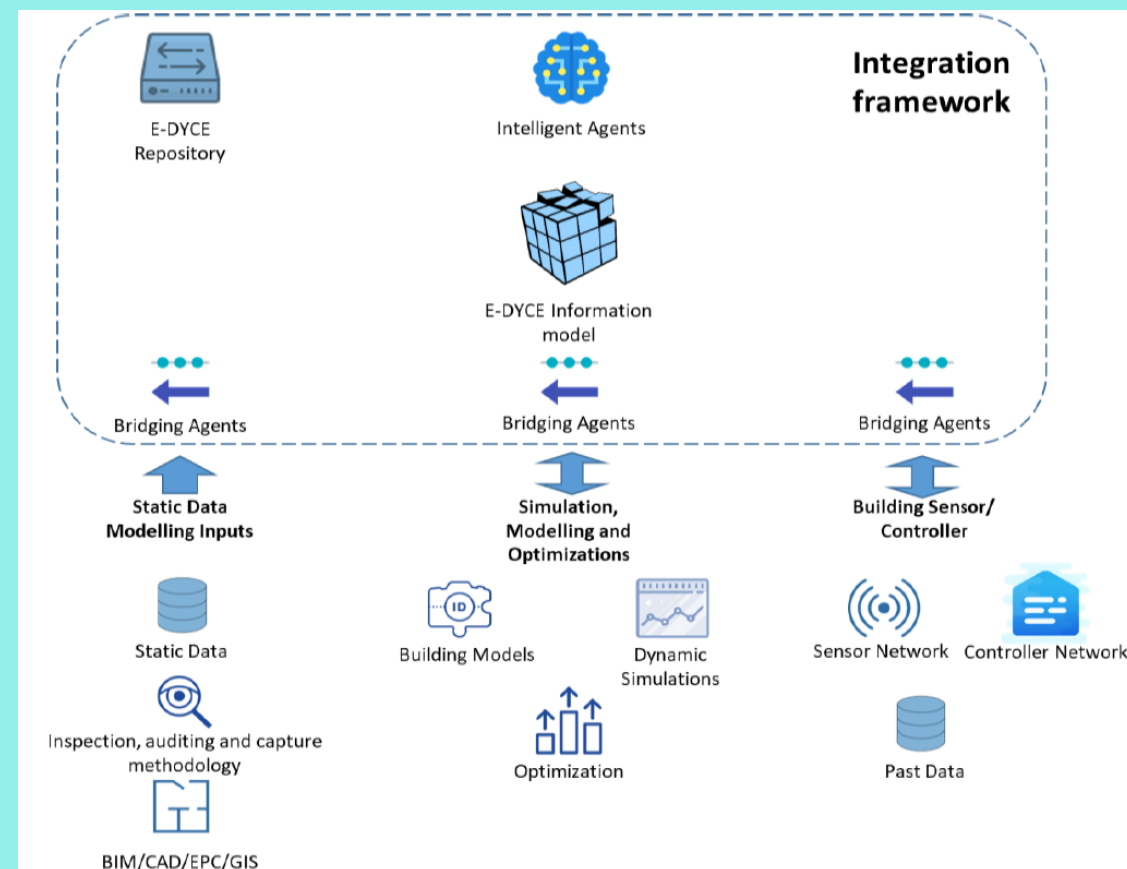 Integration
framework
E-DYCE
Repository
Intelligent Agents
E-DYCE Information
model
Bridging Agents
Bridging Agents
Bridging Agents
Static Data
Modelling Inputs
Simulation,
Modelling and
Optimizations
Building Sensor/
Controller
Static Data
ID
Building Models
Dynamic
Simulations
Sensor Network
Controller Network
Inspection, auditing and capture
methodology
Optimization
Past Data
BIM/CAD/EPC/GIS